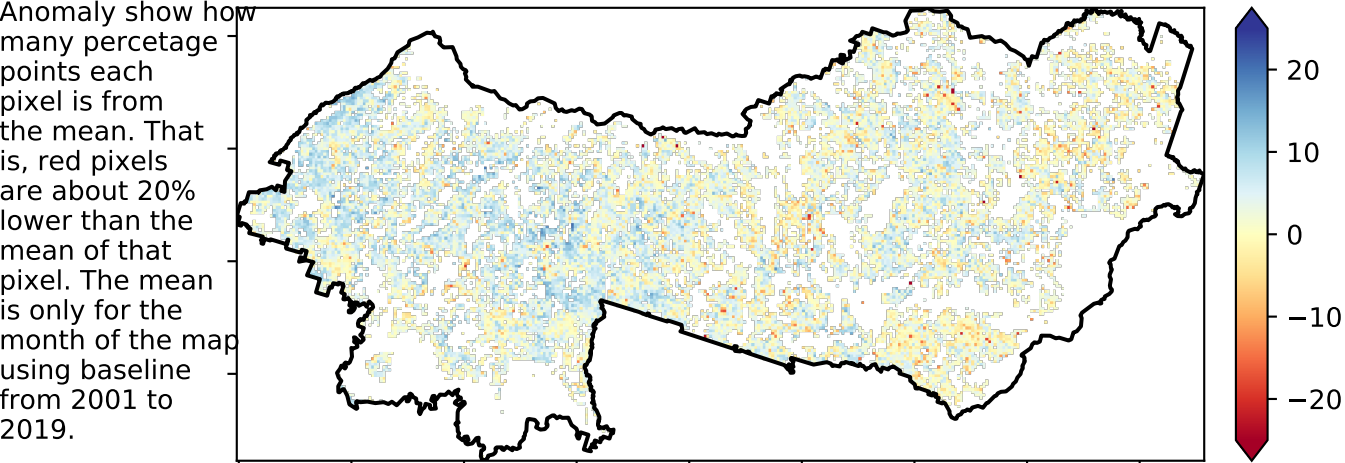 Anomaly show how
many percetage
points each
pixel is from
the mean. That
is, red pixels
are about 20%
lower than the
mean of that
pixel. The mean
is only for the
month of the map
using baseline
from 2001 to
2019.
20
10
0
−10
−20